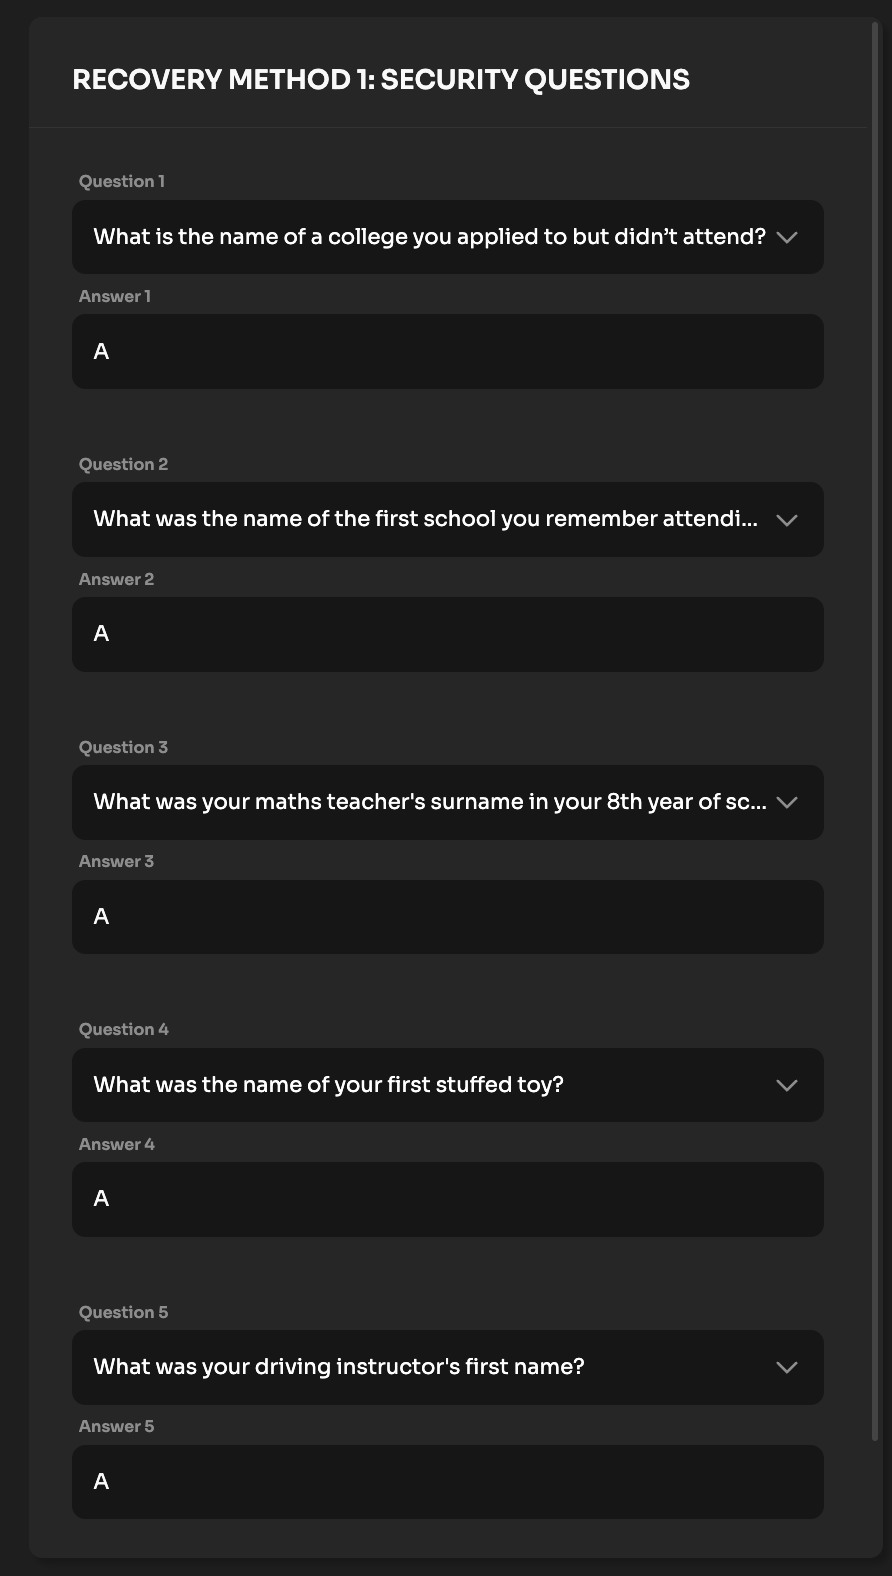 RECOVERY METHOD 1: SECURITY QUESTIONS
Question 1
What is the name of a college you applied to but didn’t attend?
Answer 1
A
Question 2
What was the name of the first school you remember attendi...
Answer 2
A
Question 3
What was your maths teacher's surname in your 8th year of sc...
Answer 3
A
Question 4
What was the name of your first stuffed toy?
Answer 4
A
Question 5
What was your driving instructor's first name?
Answer 5
A